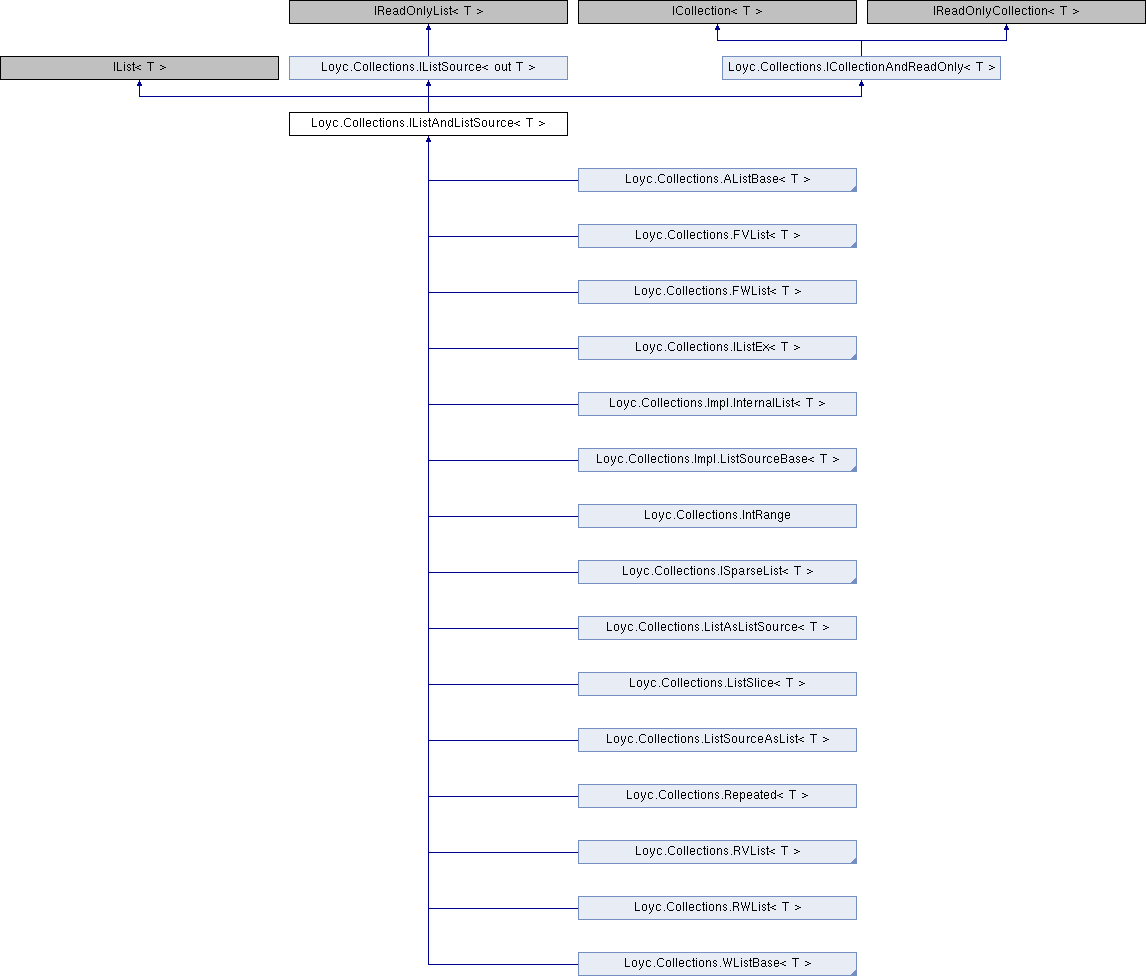 IReadOnlyList< T >
ICollection< T >
IReadOnlyCollection< T >
IList< T >
Loyc.Collections.IListSource< out T >
Loyc.Collections.ICollectionAndReadOnly< T >
Loyc.Collections.IListAndListSource< T >
Loyc.Collections.AListBase< T >
Loyc.Collections.FVList< T >
Loyc.Collections.FWList< T >
Loyc.Collections.IListEx< T >
Loyc.Collections.Impl.InternalList< T >
Loyc.Collections.Impl.ListSourceBase< T >
Loyc.Collections.IntRange
Loyc.Collections.ISparseList< T >
Loyc.Collections.ListAsListSource< T >
Loyc.Collections.ListSlice< T >
Loyc.Collections.ListSourceAsList< T >
Loyc.Collections.Repeated< T >
Loyc.Collections.RVList< T >
Loyc.Collections.RWList< T >
Loyc.Collections.WListBase< T >